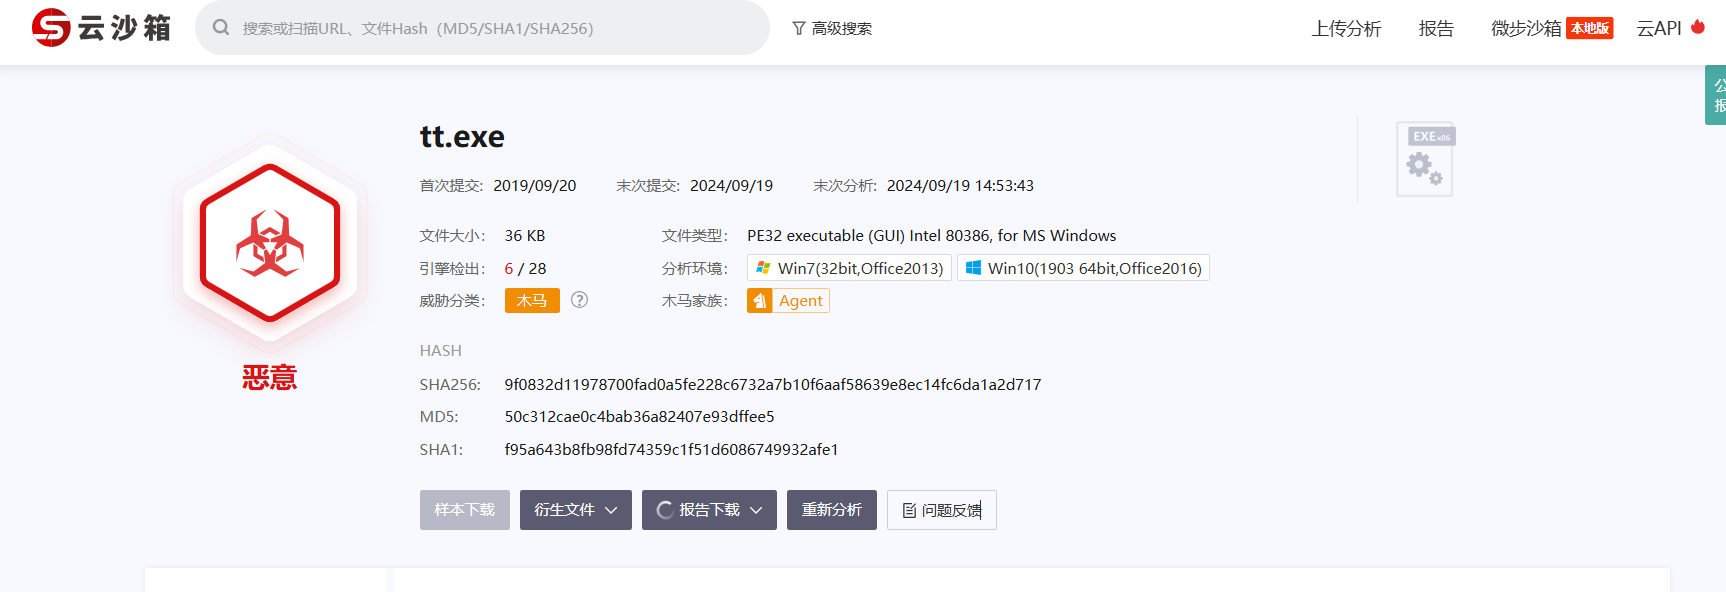 云沙箱 搜索或扫描URL、文件Hash（MD5/SHA1/SHA256） 高级搜索 上传分析 报告 微步沙箱 本地版 云API
tt.exe
EXE x86
首次提交: 2019/09/20 末次提交: 2024/09/19 末次分析: 2024/09/19 14:53:43
文件大小: 36 KB 文件类型: PE32 executable (GUI) Intel 80386, for MS Windows
引擎检出: 6 / 28 分析环境: Win7(32bit,Office2013) Win10(1903 64bit,Office2016)
威胁分类: 木马 ? 木马家族: Agent
恶意
HASH
SHA256: 9f0832d11978700fad0a5fe228c6732a7b10f6aaf58639e8ec14fc6da1a2d717
MD5: 50c312cae0c4bab36a82407e93dffee5
SHA1: f95a643b8fb98fd74359c1f51d6086749932afe1
样本下载 衍生文件 报告下载 重新分析 问题反馈